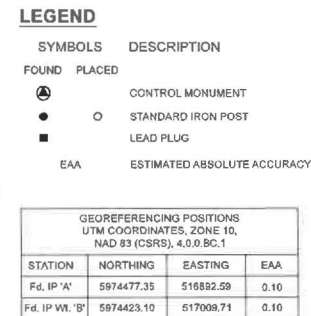 LEGEND
SYMBOLS DESCRIPTION
FOUND PLACED
CONTROL MONUMENT
STANDARD IRON POST
LEAD PLUG
EAA ESTIMATED ABSOLUTE ACCURACY
GEOREFERENCING POSITIONS
UTM COORDINATES, ZONE 10,
NAD 83 (CSRS), 4.0.0.BC.1
STATION NORTHING EASTING EAA
Fd. IP 'A' 5974477.35 516892.59 0.10
Fd. IP Wt. 'B' 5974423.10 517009.71 0.10